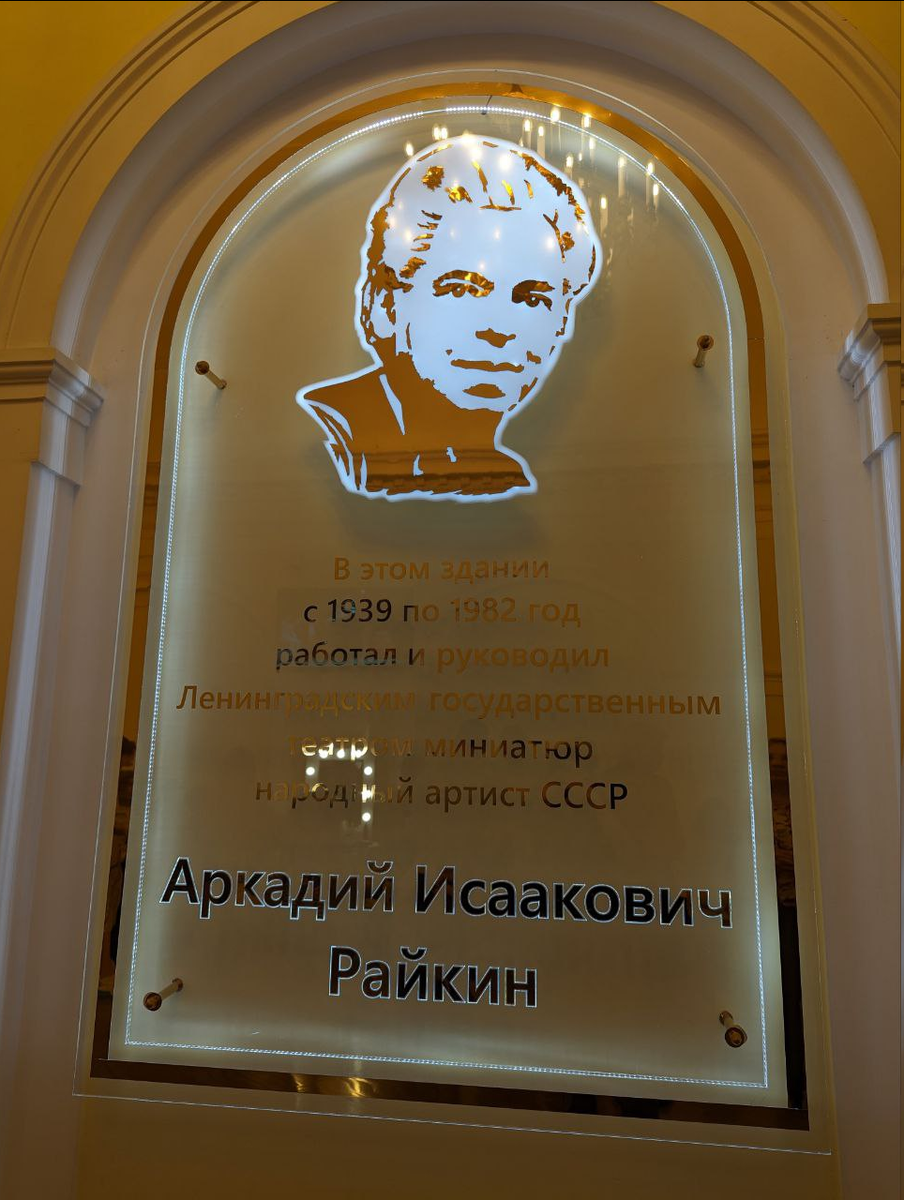 В этом здании
с 1939 по 1982 год
работал и руководил
Ленинградским государственным
театром миниатюр
народный артист СССР
Аркадий Исаакович
Райкин